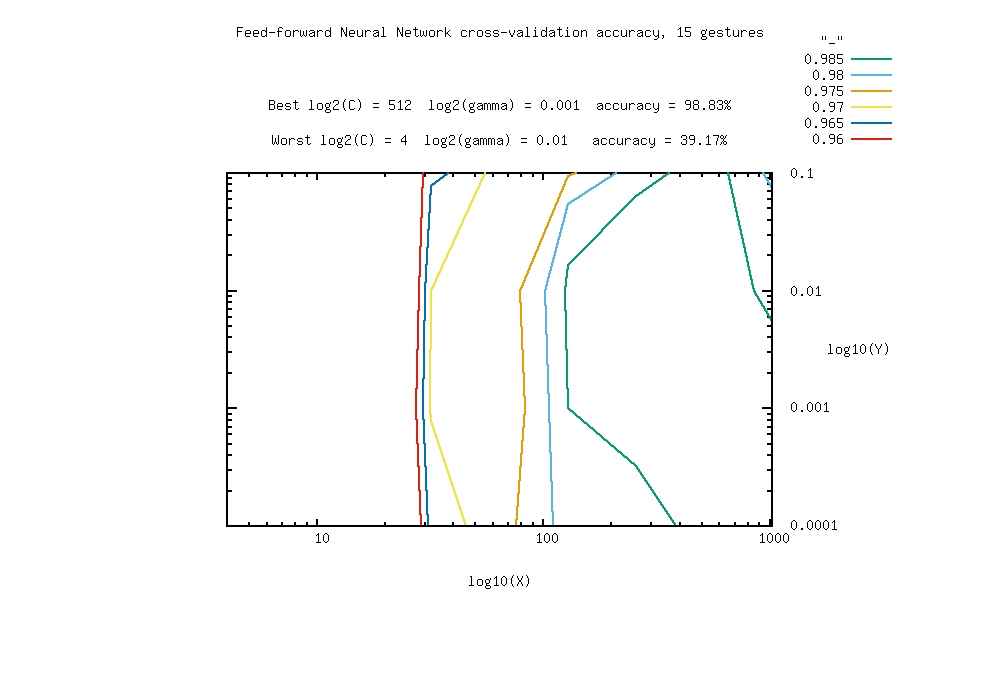 Feed-forward Neural Network cross-validation accuracy, 15 gestures
"_"
0.985
0.98
0.975
0.97
0.965
0.96
Best log2(C) = 512  log2(gamma) = 0.001  accuracy = 98.83%
Worst log2(C) = 4  log2(gamma) = 0.01   accuracy = 39.17%
0.1
0.01
log10(Y)
0.001
0.0001
10
100
1000
log10(X)